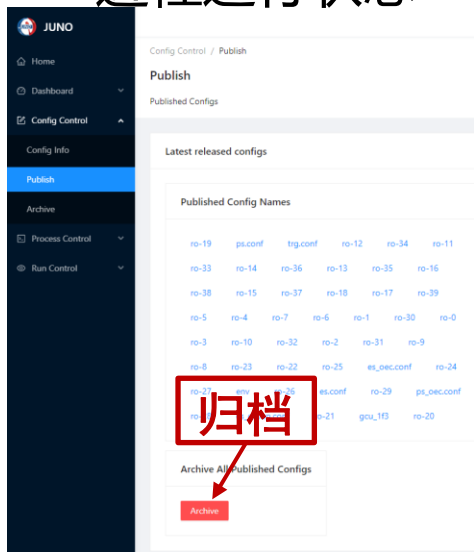 JUNO
Home
Dashboard
Config Control
Config Info
Publish
Archive
Process Control
Run Control
Config Control / Publish
Publish
Published Configs
Latest released configs
Published Config Names
ro-19 ps.conf trg.conf ro-12 ro-34 ro-11
ro-33 ro-14 ro-36 ro-13 ro-35 ro-16
ro-38 ro-15 ro-37 ro-18 ro-17 ro-39
ro-5 ro-4 ro-7 ro-6 ro-1 ro-30 ro-0
ro-3 ro-10 ro-32 ro-2 ro-31 ro-9
ro-8 ro-23 ro-22 ro-25 es_oec.conf ro-24
ro-27 env ro-26 es.conf ro-29 ps_oec.conf
gcu_1f3 ro-20
归档
Archive All Published Configs
Archive